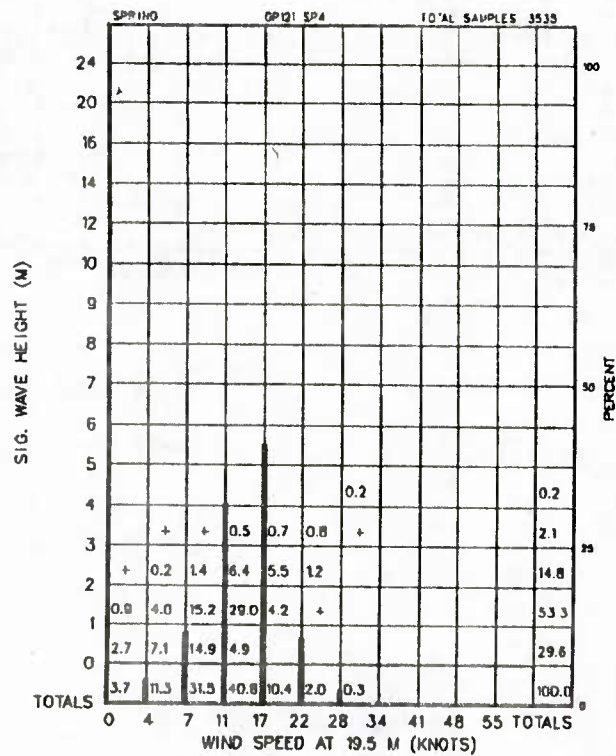 SPRING GP121 SPA TOTAL SAMPLES 3535
24 100
20
16
14
12
75
10
9
8
7 50
6
5
0.2 0.2
4
+ + 0.5 0.7 0.8 + 2.1
3 25
+ 0.2 1.4 6.4 5.5 1.2 14.8
2
0.9 4.0 15.2 29.0 4.2 + 53.3
1
2.7 7.1 14.9 4.9 29.6
0
TOTALS 3.7 11.3 31.5 40.8 10.4 2.0 0.3 100.0 0
0 4 7 11 17 22 28 34 41 48 55 TOTALS
WIND SPEED AT 19.5 M (KNOTS)
SIG. WAVE HEIGHT (M)
PERCENT